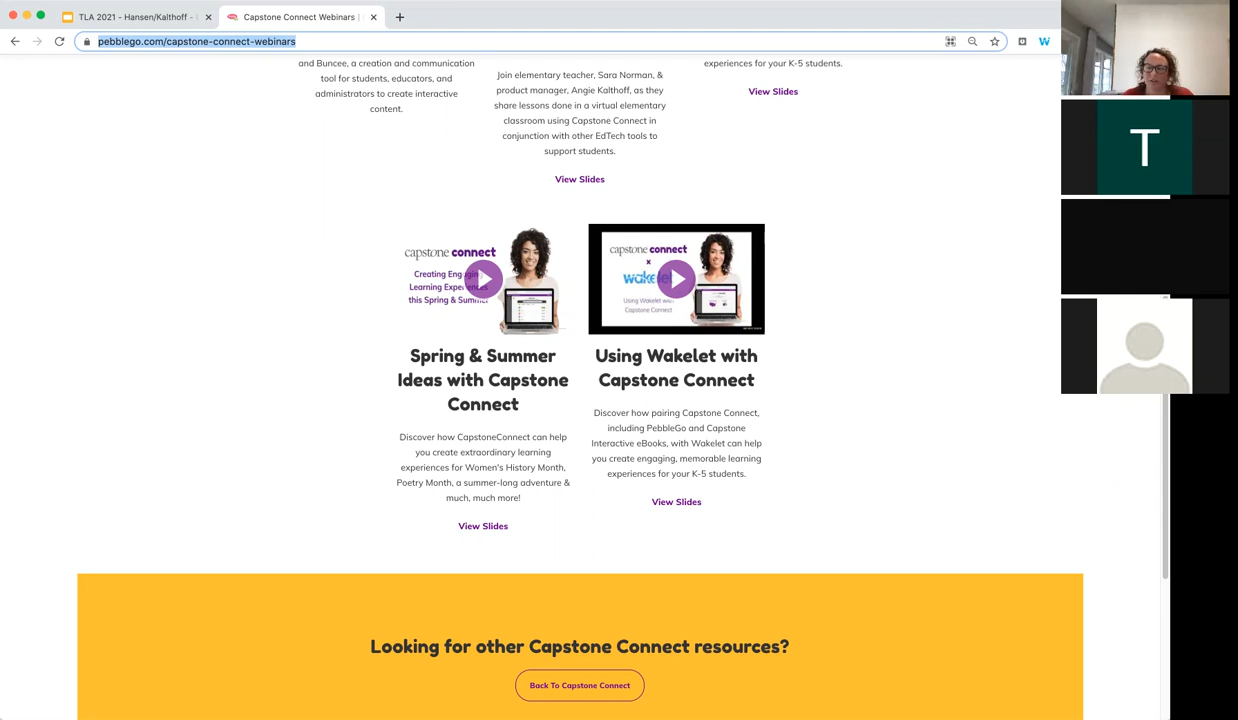 TLA 2021 - Hansen/Kalthoff -
Capstone Connect Webinars |
pebblego.com/capstone-connect-webinars
and Buncee, a creation and communication
tool for students, educators, and
administrators to create interactive
content.
Join elementary teacher, Sara Norman, &
product manager, Angie Kalthoff, as they
share lessons done in a virtual elementary
classroom using Capstone Connect in
conjunction with other EdTech tools to
support students.
View Slides
experiences for your K-5 students.
View Slides
T
capstone connect
Creating Engaging
Learning Experiences
this Spring & Summer
Spring & Summer
Ideas with Capstone
Connect
Discover how CapstoneConnect can help
you create extraordinary learning
experiences for Women's History Month,
Poetry Month, a summer-long adventure &
much, much more!
View Slides
capstone connect
x
wakelet
Using Wakelet with
Capstone Connect
Using Wakelet with
Capstone Connect
Discover how pairing Capstone Connect,
including PebbleGo and Capstone
Interactive eBooks, with Wakelet can help
you create engaging, memorable learning
experiences for your K-5 students.
View Slides
Looking for other Capstone Connect resources?
Back To Capstone Connect